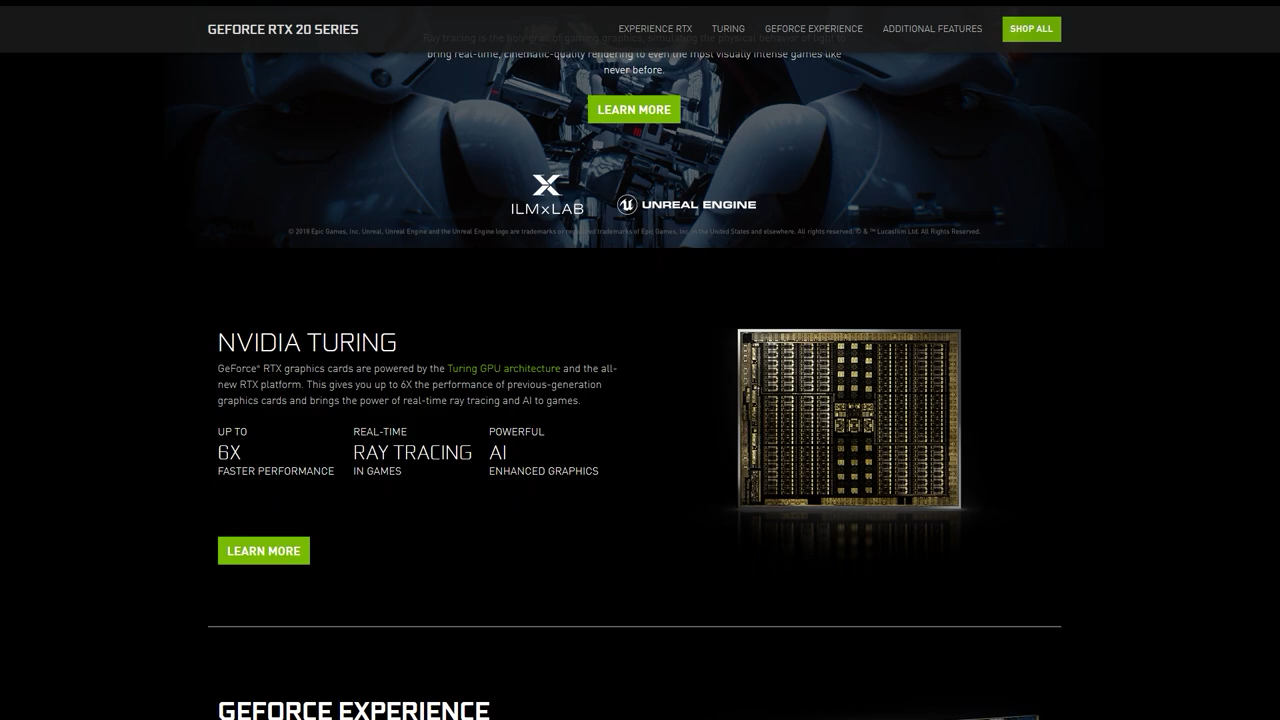 GEFORCE RTX 20 SERIES
EXPERIENCE RTX
TURING
GEFORCE EXPERIENCE
ADDITIONAL FEATURES
SHOP ALL
Ray tracing is the holy grail of gaming graphics, simulating the physical behavior of light to
bring real-time, cinematic-quality rendering to even the most visually intense games like
never before.
LEARN MORE
ILMxLAB
UNREAL ENGINE
© 2018 Epic Games, Inc. Unreal, Unreal Engine and the Unreal Engine logo are trademarks or registered trademarks of Epic Games, Inc. in the United States and elsewhere. All rights reserved. © & ™ Lucasfilm Ltd. All Rights Reserved.
NVIDIA TURING
GeForce® RTX graphics cards are powered by the Turing GPU architecture and the all-
new RTX platform. This gives you up to 6X the performance of previous-generation
graphics cards and brings the power of real-time ray tracing and AI to games.
UP TO
6X
FASTER PERFORMANCE
REAL-TIME
RAY TRACING
IN GAMES
POWERFUL
AI
ENHANCED GRAPHICS
LEARN MORE
GEFORCE EXPERIENCE